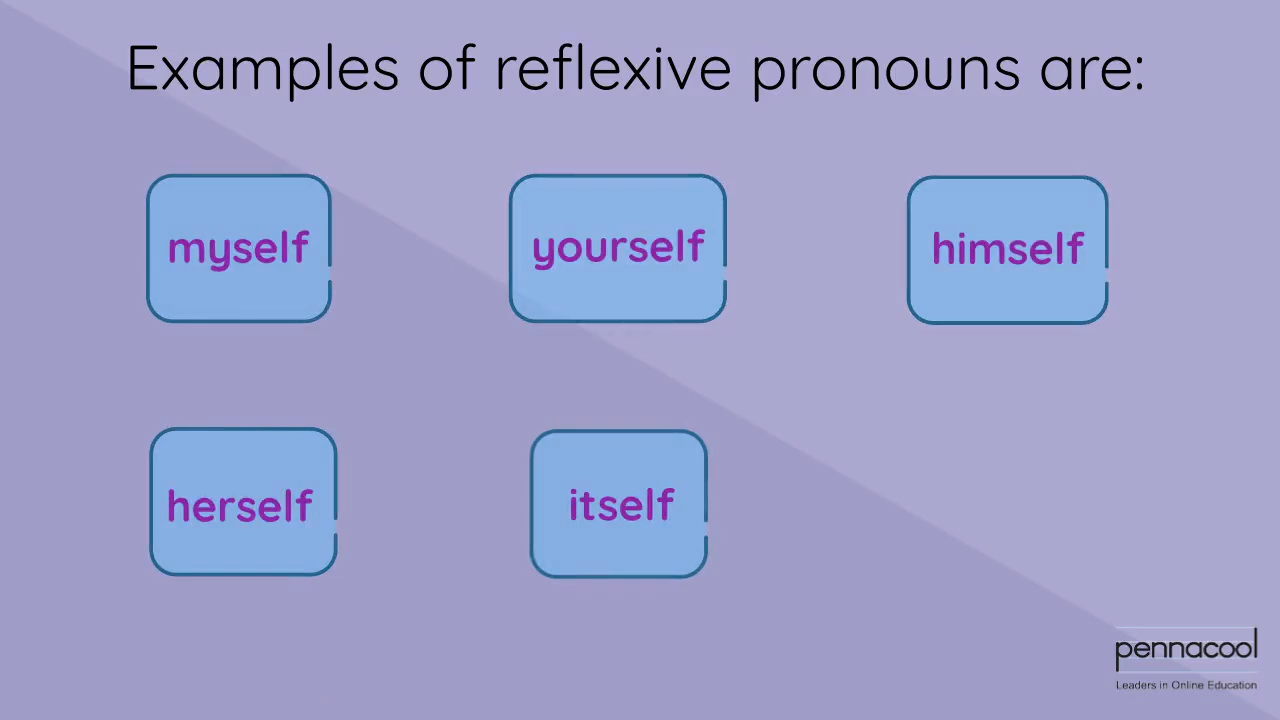 Examples of reflexive pronouns are:
myself
yourself
himself
herself
itself
pennacool
Leaders in Online Education